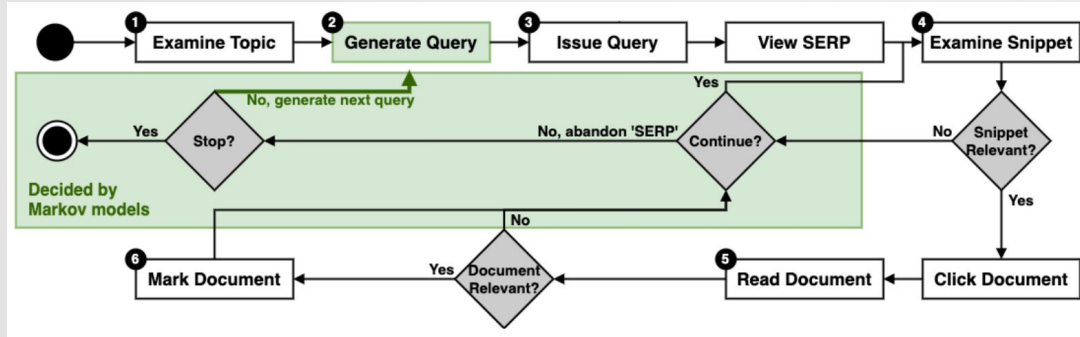 1
Examine Topic
2
Generate Query
3
Issue Query
View SERP
4
Examine Snippet
Yes
No, generate next query
Yes
Stop?
No, abandon 'SERP'
Continue?
No
Snippet
Relevant?
Decided by
Markov models
Yes
No
6
Mark Document
Yes
Document
Relevant?
5
Read Document
Click Document